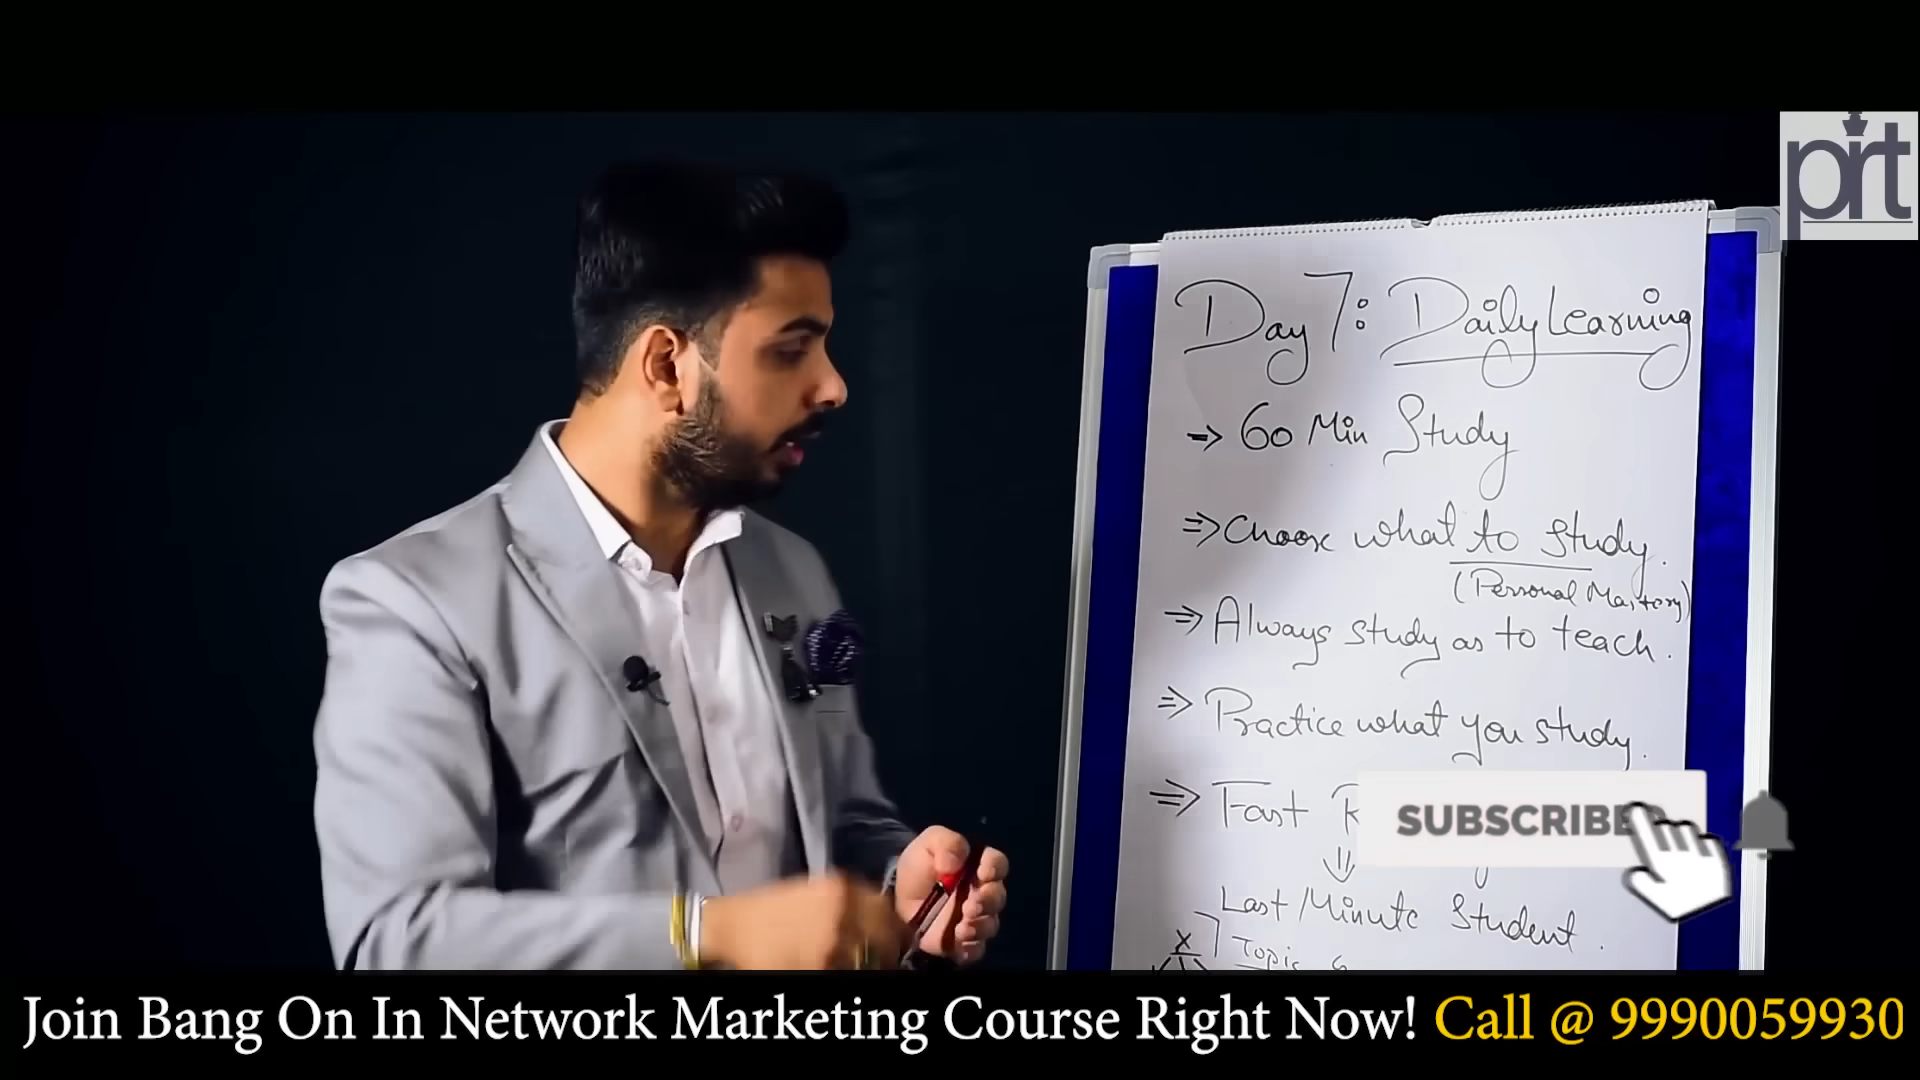 prt
Day 7: Daily Learning
→ 60 Min Study
⇒ Choose what to study.
(Personal Mastery)
⇒ Always study as to teach.
⇒ Practice what you study.
⇒ Fast
SUBSCRIBE
Last Minute Student.
Topic
Join Bang On In Network Marketing Course Right Now! Call @ 9990059930